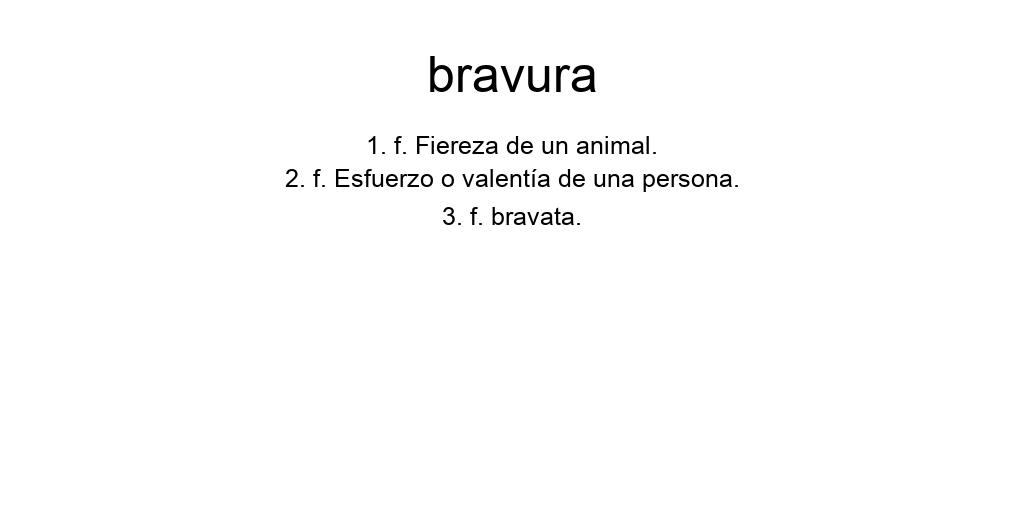 bravura
1. f. Fiereza de un animal.
2. f. Esfuerzo o valentía de una persona.
3. f. bravata.